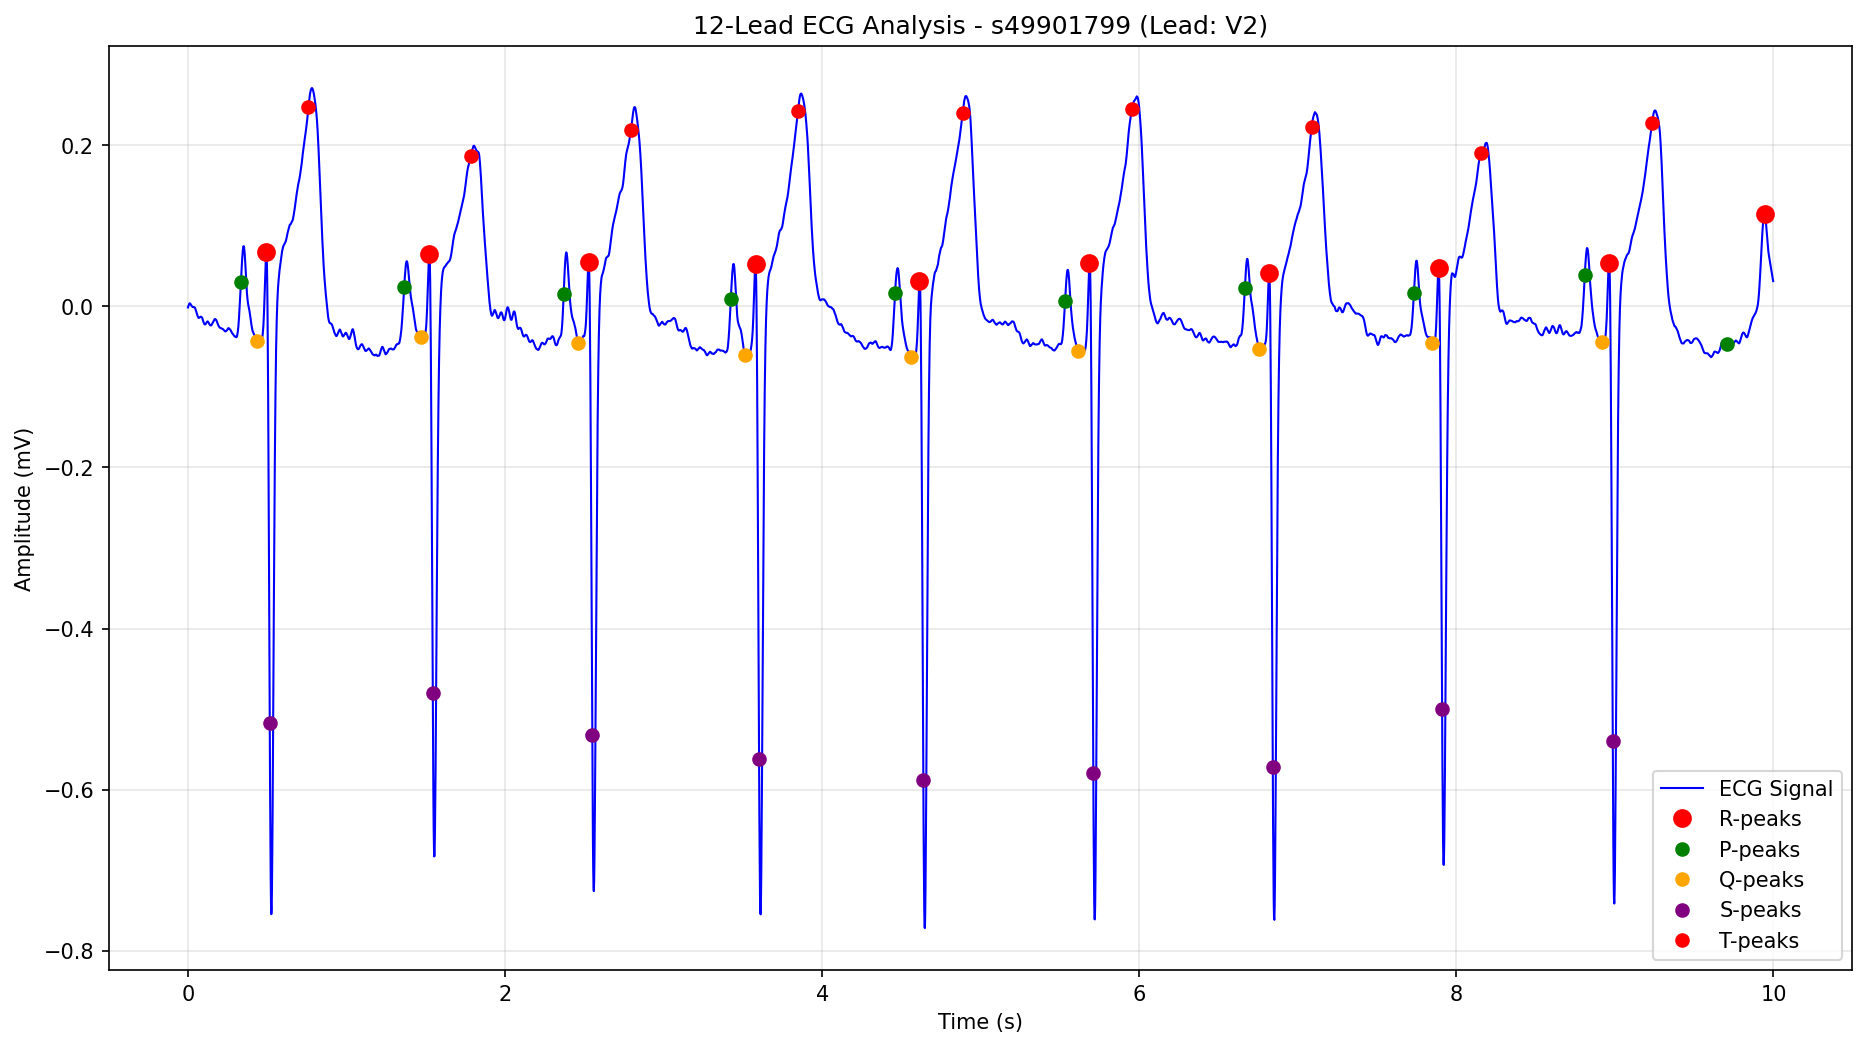 12-Lead ECG Analysis - s49901799 (Lead: V2)
Amplitude (mV)
0.2
0.0
−0.2
−0.4
−0.6
−0.8
ECG Signal
R-peaks
P-peaks
Q-peaks
S-peaks
T-peaks
0 2 4 6 8 10
Time (s)